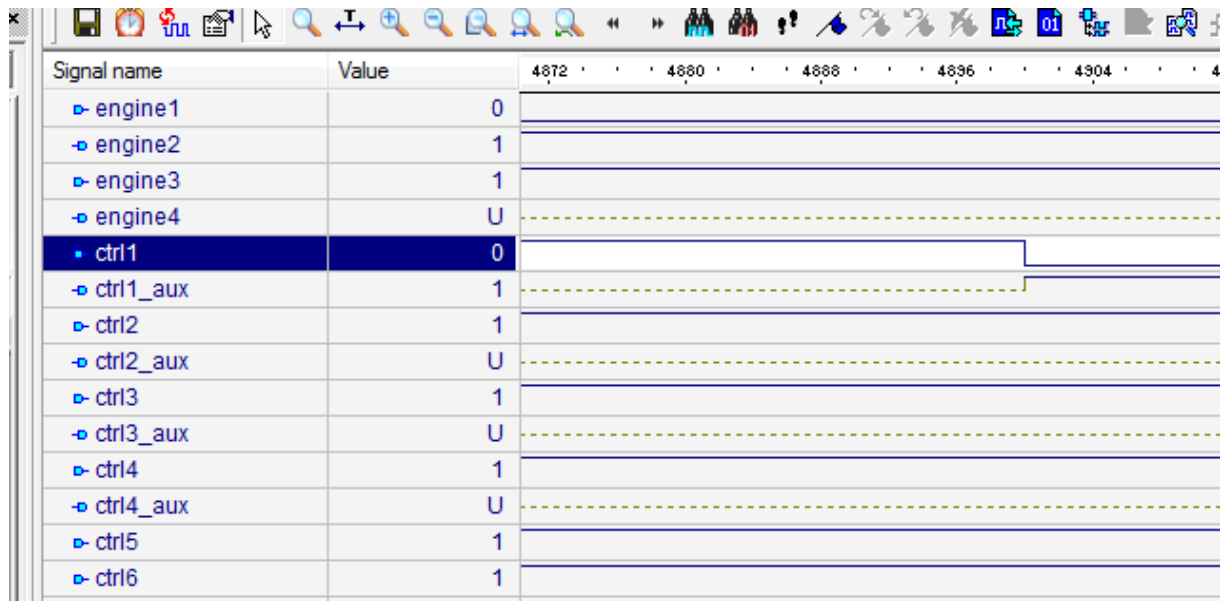 Signal name Value 4872 4880 4888 4896 4904 4
engine1 0
engine2 1
engine3 1
engine4 U
ctrl1 0
ctrl1_aux 1
ctrl2 1
ctrl2_aux U
ctrl3 1
ctrl3_aux U
ctrl4 1
ctrl4_aux U
ctrl5 1
ctrl6 1